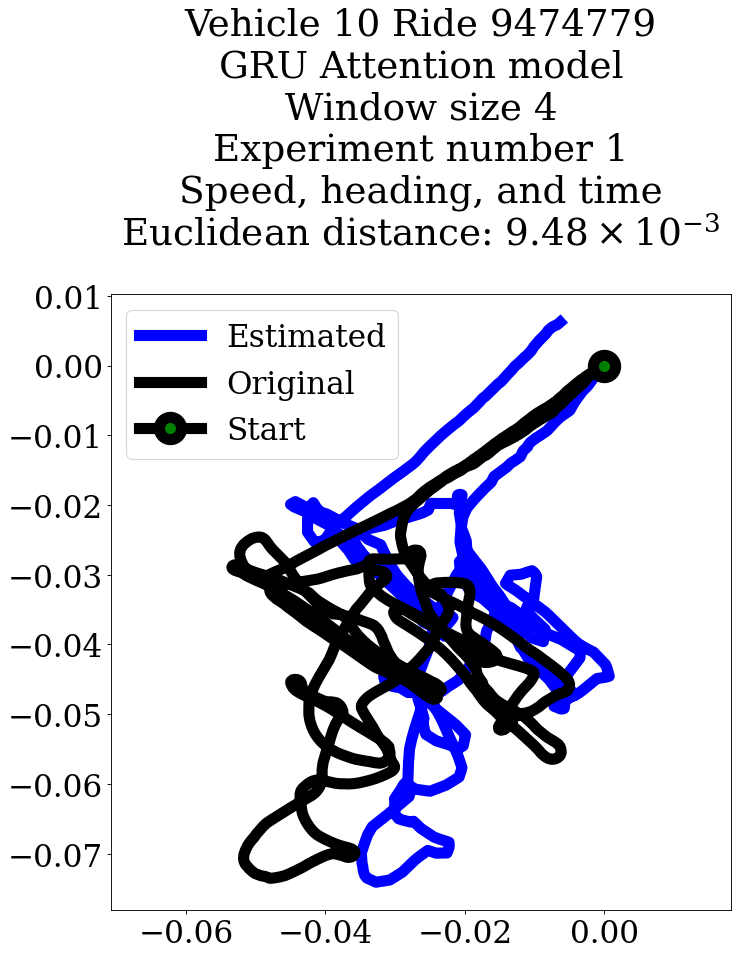 Vehicle 10 Ride 9474779
GRU Attention model
Window size 4
Experiment number 1
Speed, heading, and time
Euclidean distance: 9.48 × 10⁻³
Estimated
Original
Start
0.01
0.00
−0.01
−0.02
−0.03
−0.04
−0.05
−0.06
−0.07
−0.06 −0.04 −0.02 0.00